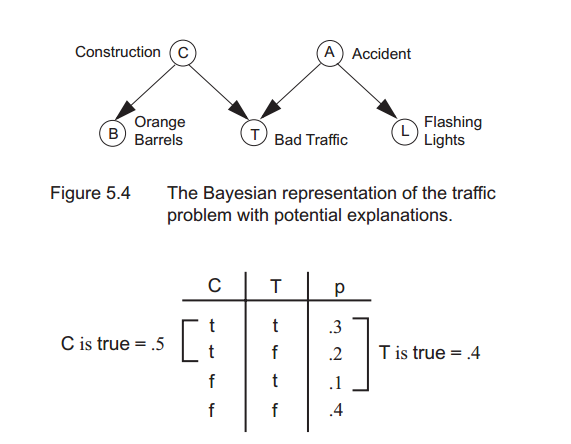 Construction C A Accident
B Orange Barrels T Bad Traffic L Flashing Lights
Figure 5.4 The Bayesian representation of the traffic
problem with potential explanations.
C T p
t t .3
C is true = .5 t f .2 T is true = .4
f t .1
f f .4